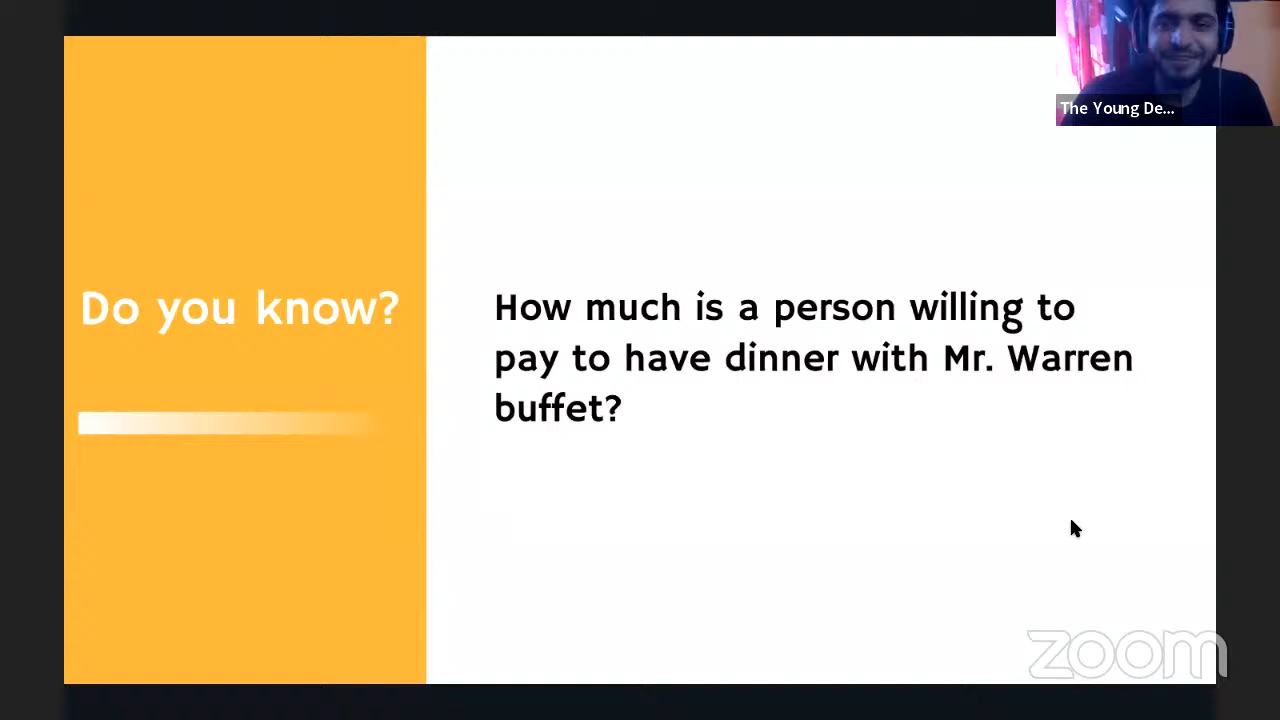 The Young De...
Do you know?
How much is a person willing to
pay to have dinner with Mr. Warren
buffet?
zoom